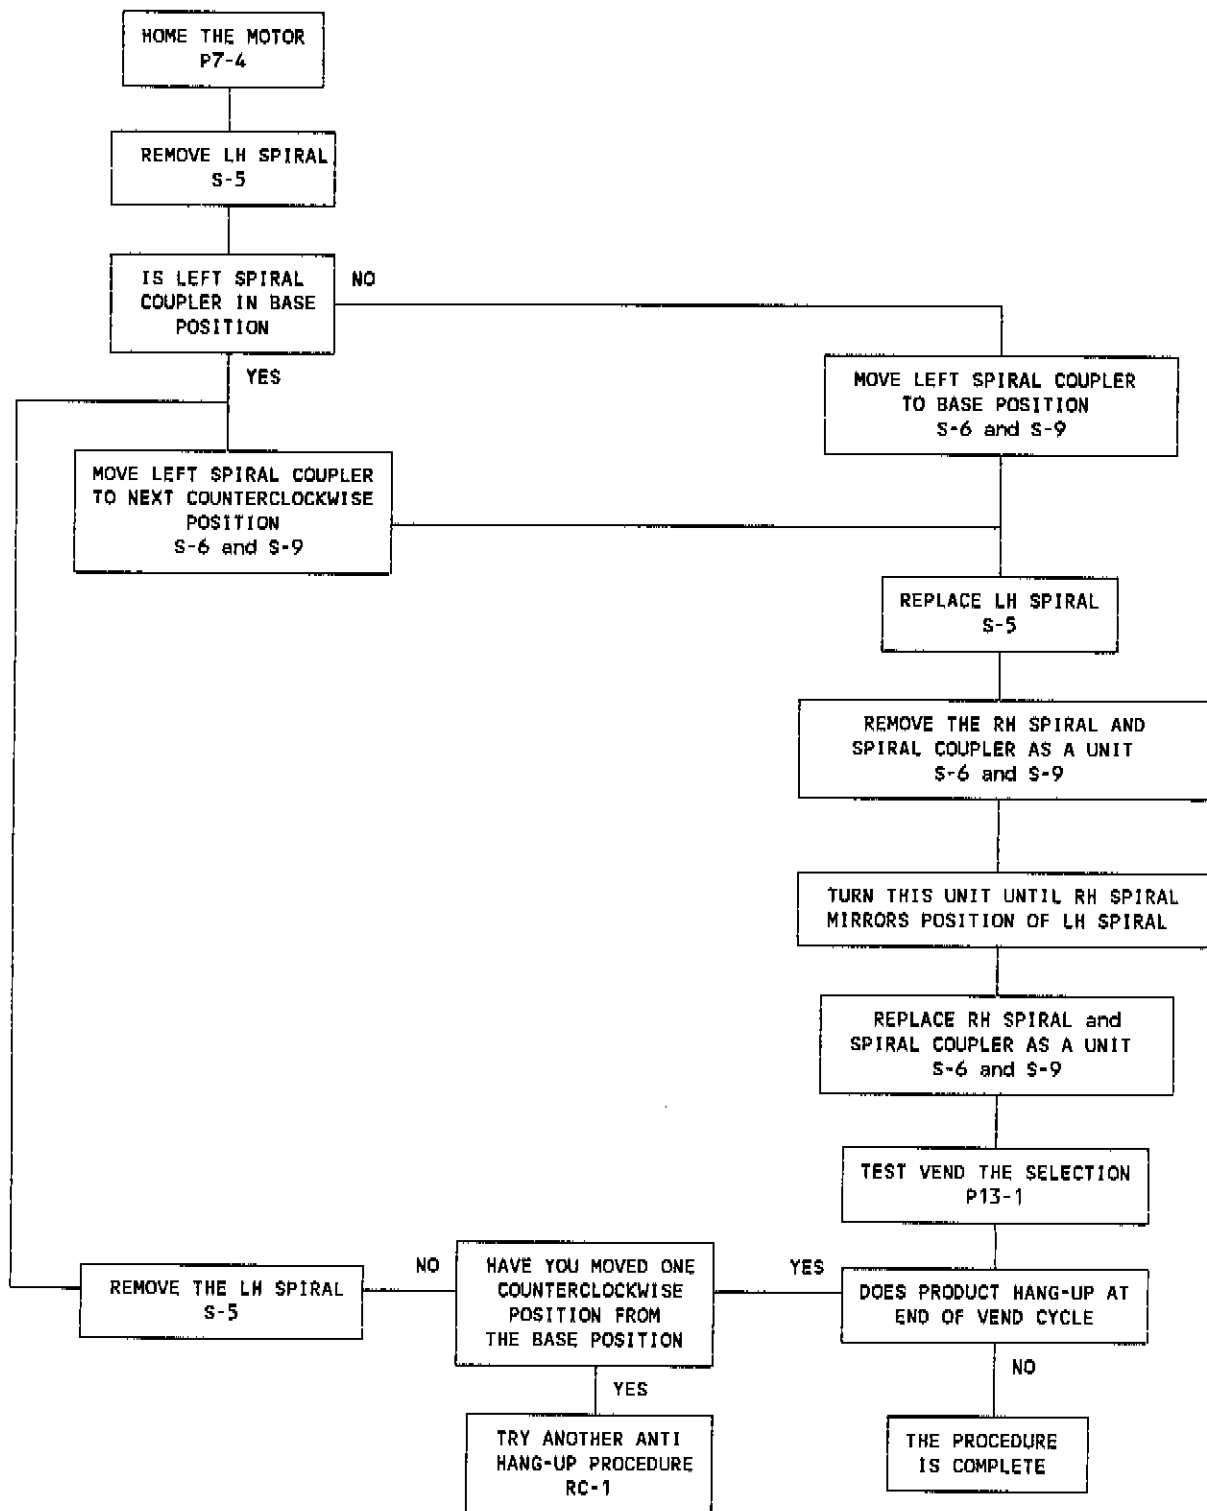 HOME THE MOTOR
P7-4
REMOVE LH SPIRAL
S-5
IS LEFT SPIRAL
COUPLER IN BASE
POSITION
NO
YES
MOVE LEFT SPIRAL COUPLER
TO BASE POSITION
S-6 and S-9
MOVE LEFT SPIRAL COUPLER
TO NEXT COUNTERCLOCKWISE
POSITION
S-6 and S-9
REPLACE LH SPIRAL
S-5
REMOVE THE RH SPIRAL AND
SPIRAL COUPLER AS A UNIT
S-6 and S-9
TURN THIS UNIT UNTIL RH SPIRAL
MIRRORS POSITION OF LH SPIRAL
REPLACE RH SPIRAL and
SPIRAL COUPLER AS A UNIT
S-6 and S-9
TEST VEND THE SELECTION
P13-1
DOES PRODUCT HANG-UP AT
END OF VEND CYCLE
YES
NO
HAVE YOU MOVED ONE
COUNTERCLOCKWISE
POSITION FROM
THE BASE POSITION
NO
YES
REMOVE THE LH SPIRAL
S-5
TRY ANOTHER ANTI
HANG-UP PROCEDURE
RC-1
THE PROCEDURE
IS COMPLETE